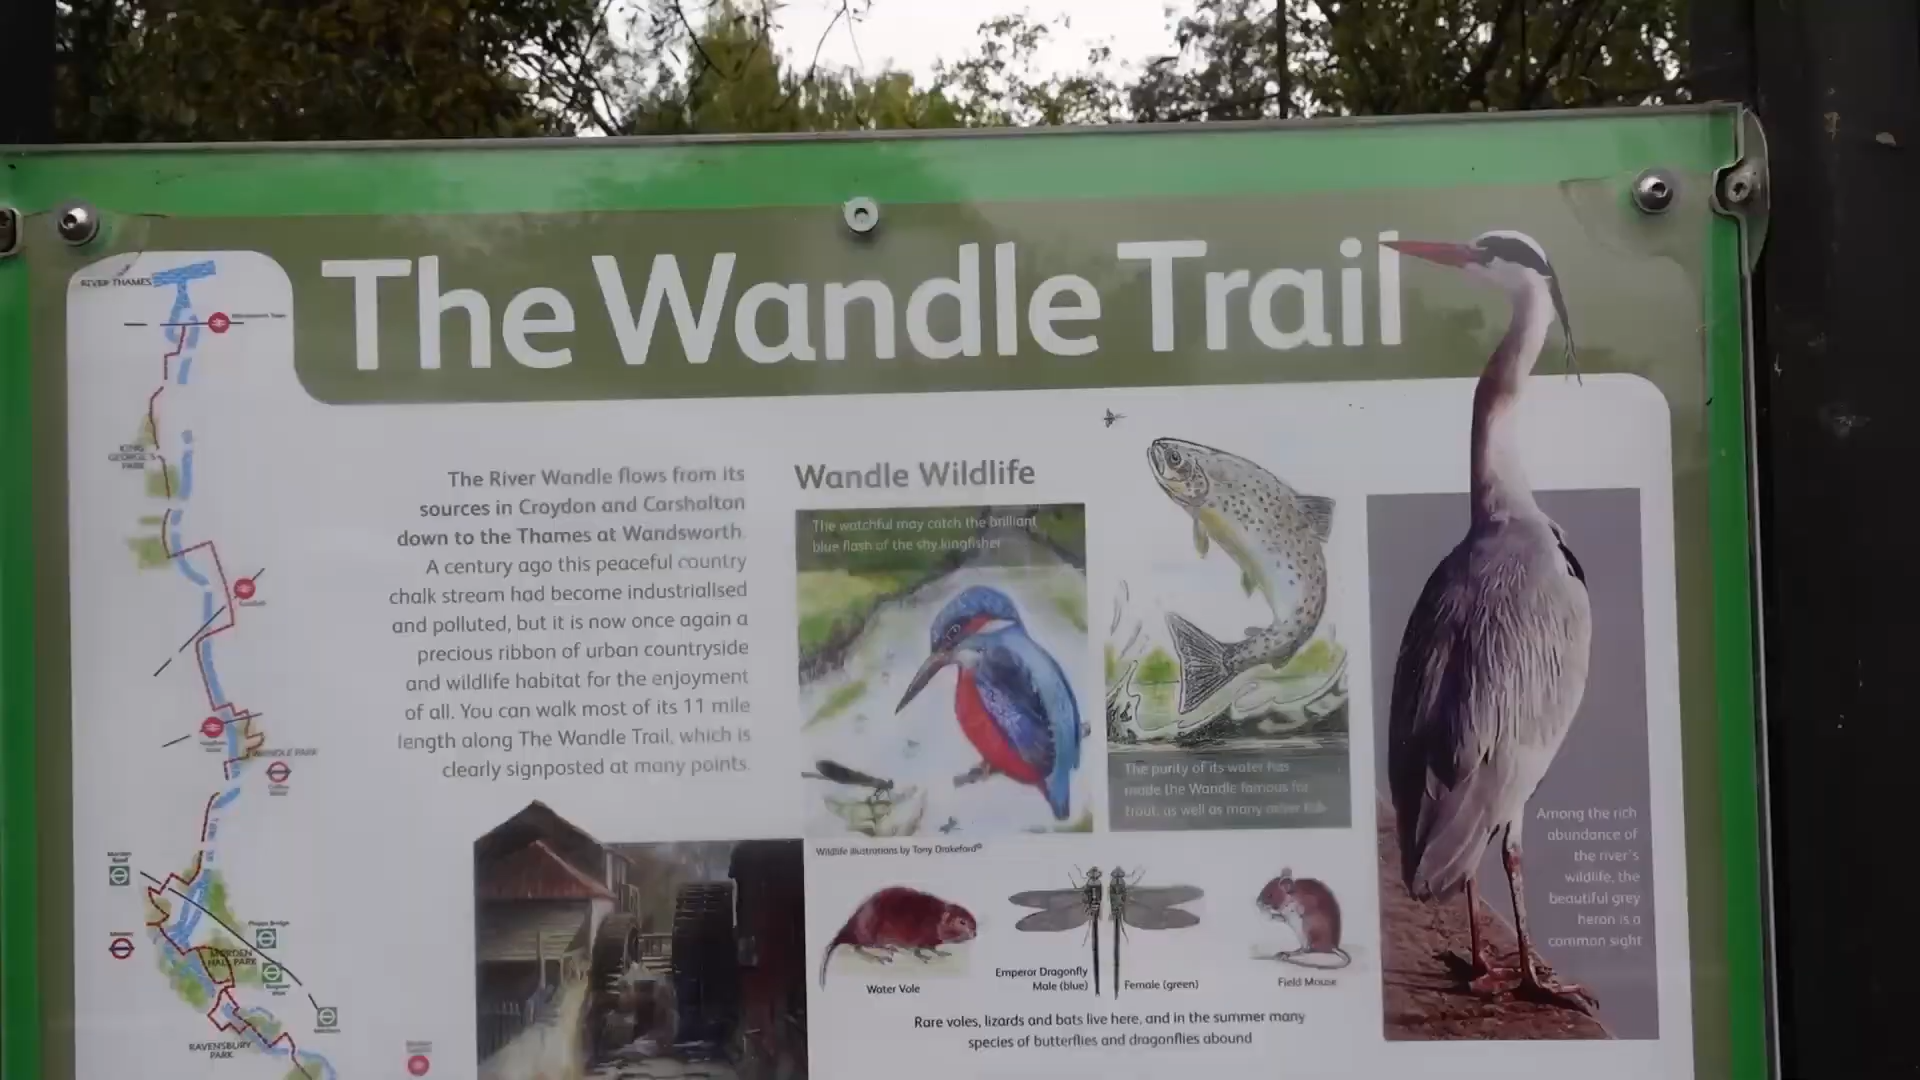 The Wandle Trail
RIVER THAMES
KING
GEORGE'S
PARK
WANDLE PARK
MORDEN
HALL PARK
RAVENSBURY
PARK
The River Wandle flows from its
sources in Croydon and Carshalton
down to the Thames at Wandsworth.
A century ago this peaceful country
chalk stream had become industrialised
and polluted, but it is now once again a
precious ribbon of urban countryside
and wildlife habitat for the enjoyment
of all. You can walk most of its 11 mile
length along The Wandle Trail, which is
clearly signposted at many points.
Wandle Wildlife
The watchful may catch the brilliant
blue flash of the shy kingfisher
The purity of its water has
made the Wandle famous for
trout, as well as many other fish
Wildlife illustrations by Tony Drakeford©
Water Vole
Emperor Dragonfly
Male (blue)
Female (green)
Field Mouse
Rare voles, lizards and bats live here, and in the summer many
species of butterflies and dragonflies abound
Among the rich
abundance of
the river's
wildlife, the
beautiful grey
heron is a
common sight